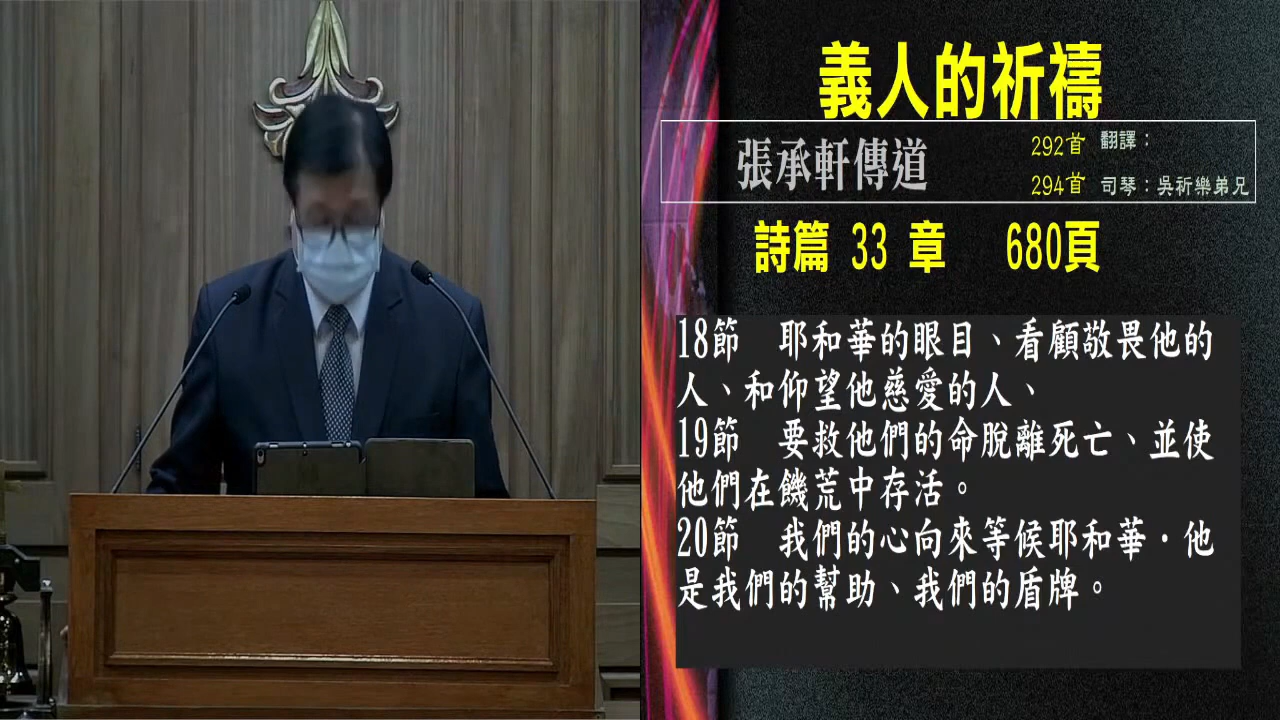 義人的祈禱
張承軒傳道
292首 翻譯：
294首 司琴：吳祈樂弟兄
詩篇 33 章 680頁
18節 耶和華的眼目、看顧敬畏他的
人、和仰望他慈愛的人、
19節 要救他們的命脫離死亡、並使
他們在饑荒中存活。
20節 我們的心向來等候耶和華．他
是我們的幫助、我們的盾牌。